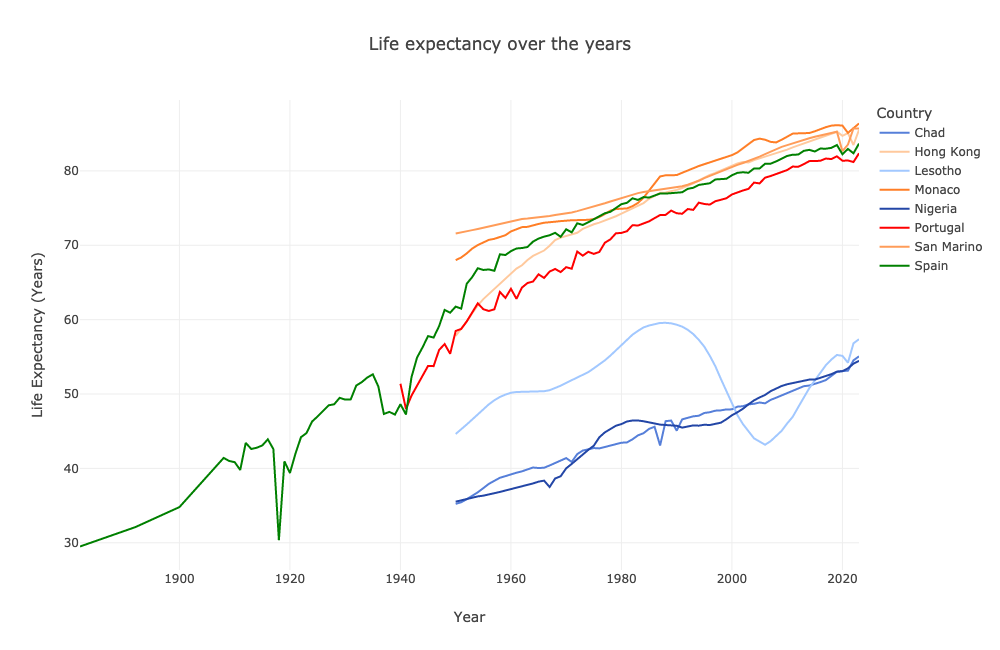 Life expectancy over the years
Life Expectancy (Years)
80
70
60
50
40
30
1900
1920
1940
1960
1980
2000
2020
Year
Country
Chad
Hong Kong
Lesotho
Monaco
Nigeria
Portugal
San Marino
Spain